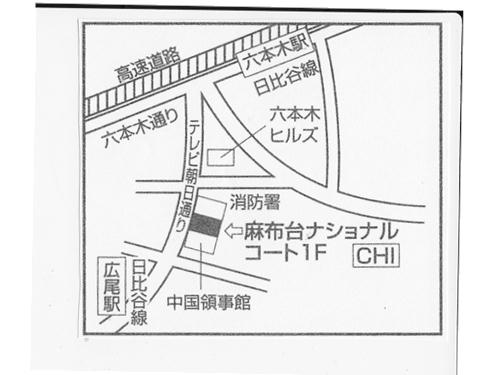 高速道路
六本木駅
日比谷線
六本木通り
テレビ朝日通り
六本木
ヒルズ
消防署
麻布台ナショナル
コート1F
CHI
広尾駅
日比谷線
中国領事館